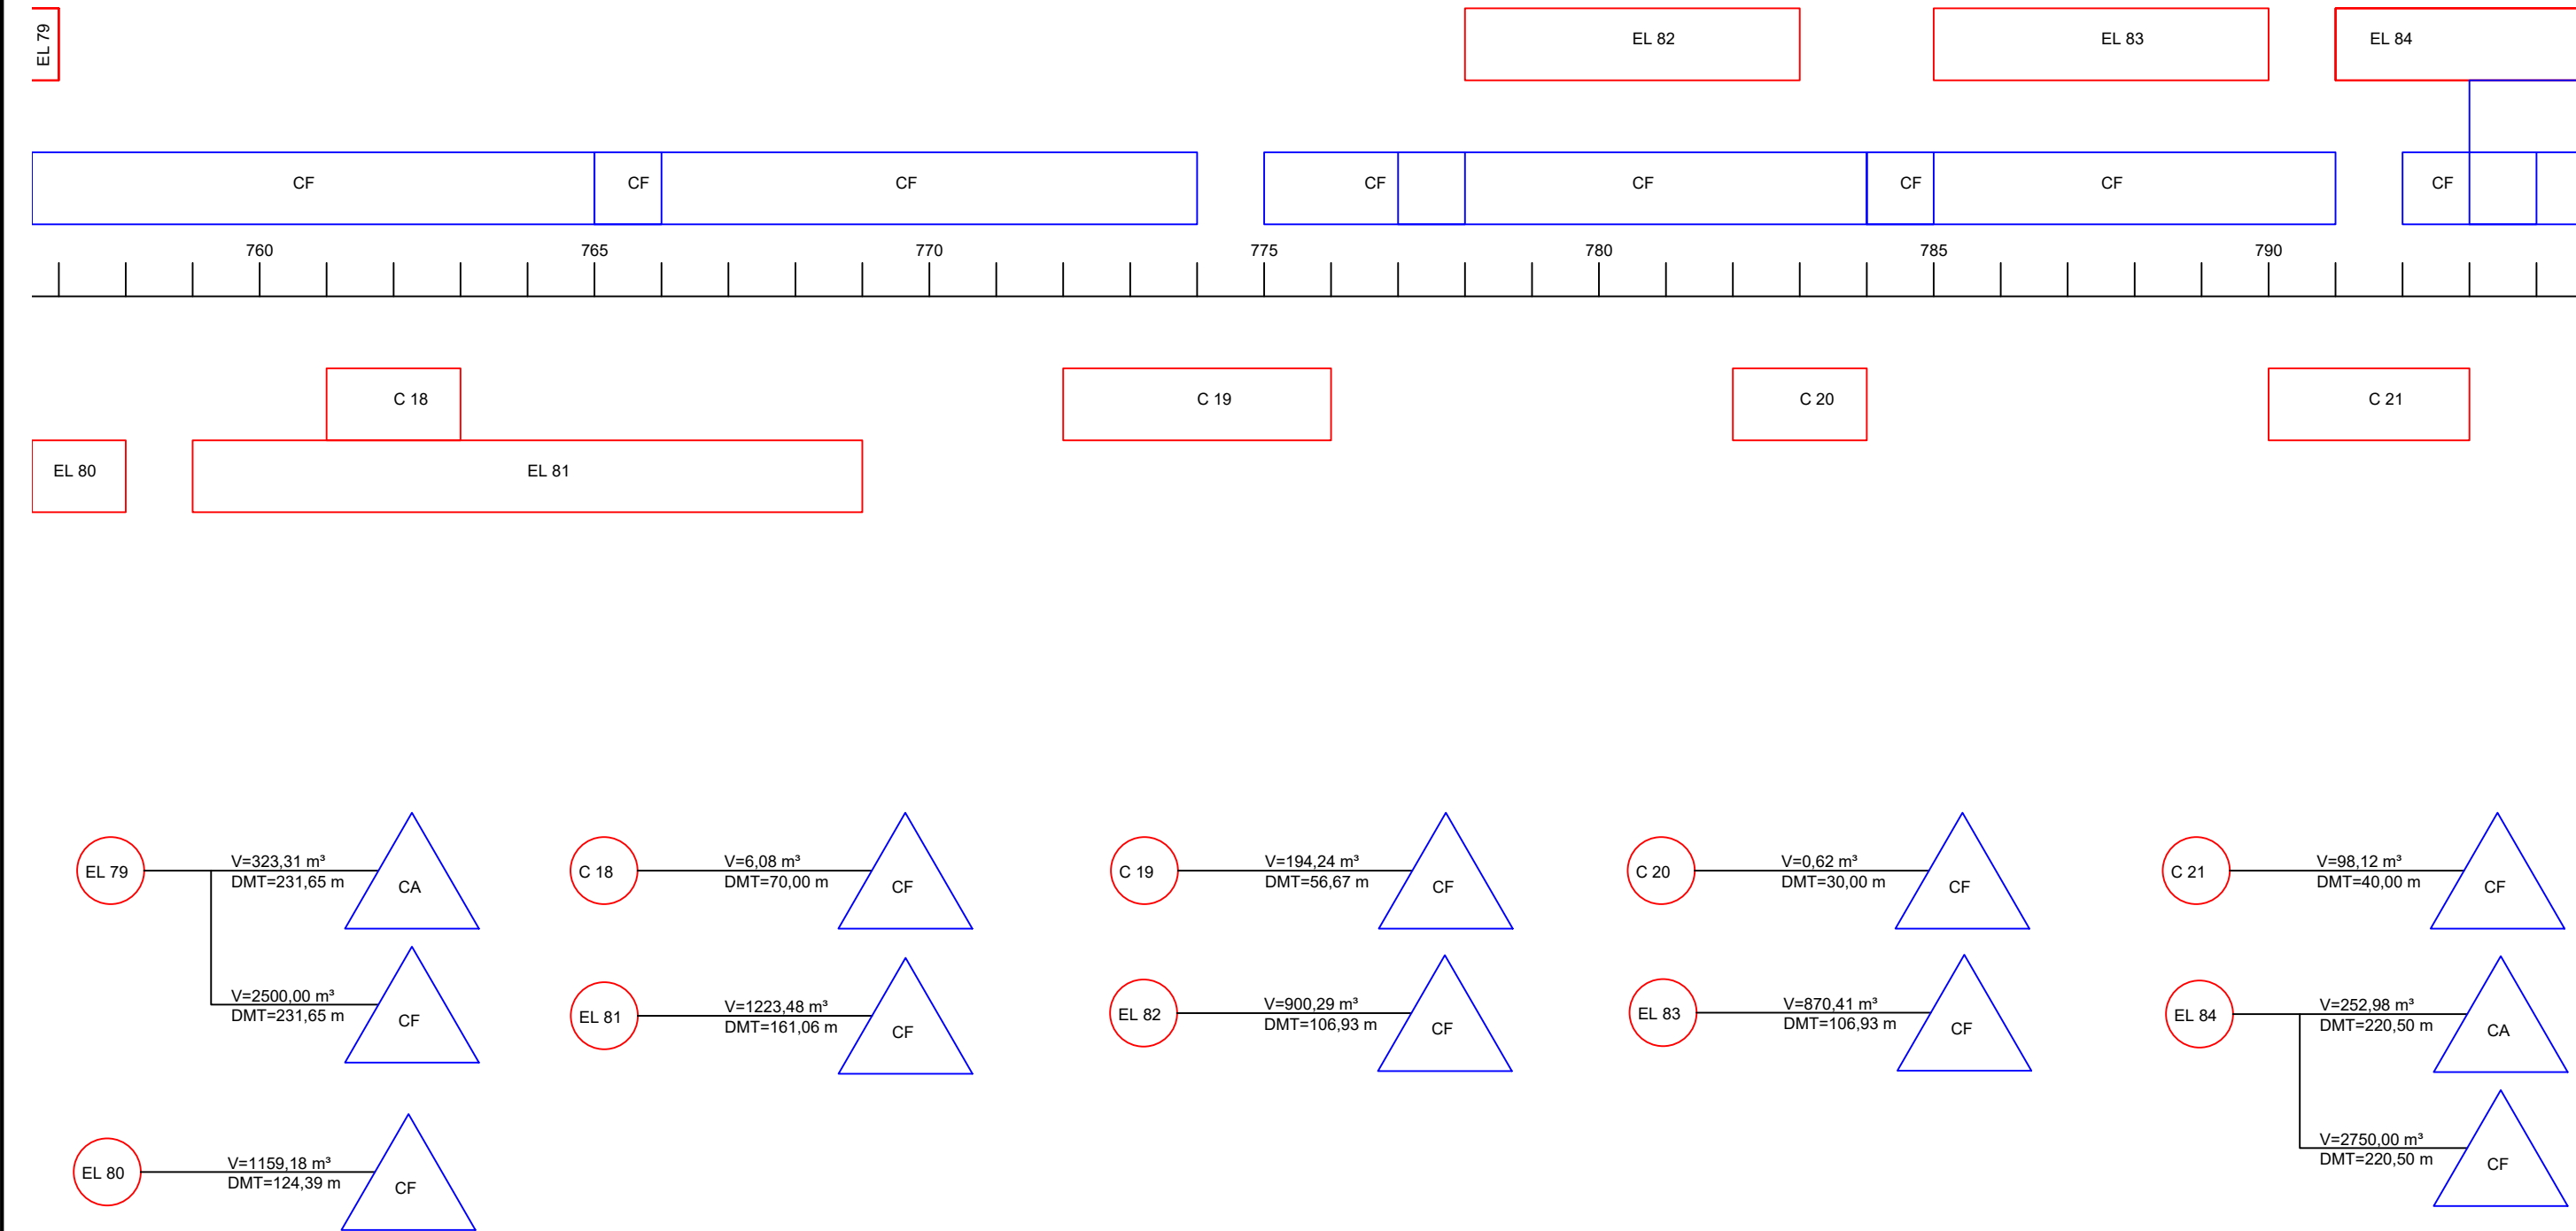 EL 79
EL 82
EL 83
EL 84
CF
CF
CF
CF
CF
CF
CF
CF
760
765
770
775
780
785
790
C 18
C 19
C 20
C 21
EL 80
EL 81
EL 79
V=323,31 m³
DMT=231,65 m
CA
V=2500,00 m³
DMT=231,65 m
CF
EL 80
V=1159,18 m³
DMT=124,39 m
CF
C 18
V=6,08 m³
DMT=70,00 m
CF
EL 81
V=1223,48 m³
DMT=161,06 m
CF
C 19
V=194,24 m³
DMT=56,67 m
CF
EL 82
V=900,29 m³
DMT=106,93 m
CF
C 20
V=0,62 m³
DMT=30,00 m
CF
EL 83
V=870,41 m³
DMT=106,93 m
CF
C 21
V=98,12 m³
DMT=40,00 m
CF
EL 84
V=252,98 m³
DMT=220,50 m
CA
V=2750,00 m³
DMT=220,50 m
CF